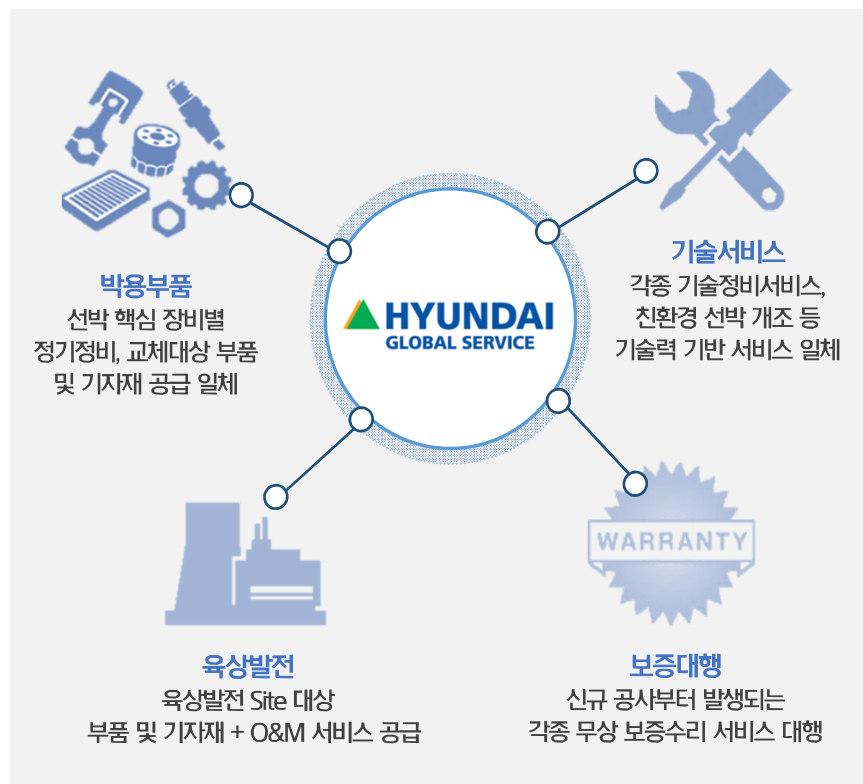 박용부품
선박 핵심 장비별
정기정비, 교체대상 부품
및 기자재 공급 일체
기술서비스
각종 기술정비서비스,
친환경 선박 개조 등
기술력 기반 서비스 일체
HYUNDAI
GLOBAL SERVICE
육상발전
육상발전 Site 대상
부품 및 기자재 + O&M 서비스 공급
WARRANTY
보증대행
신규 공사부터 발생되는
각종 무상 보증수리 서비스 대행